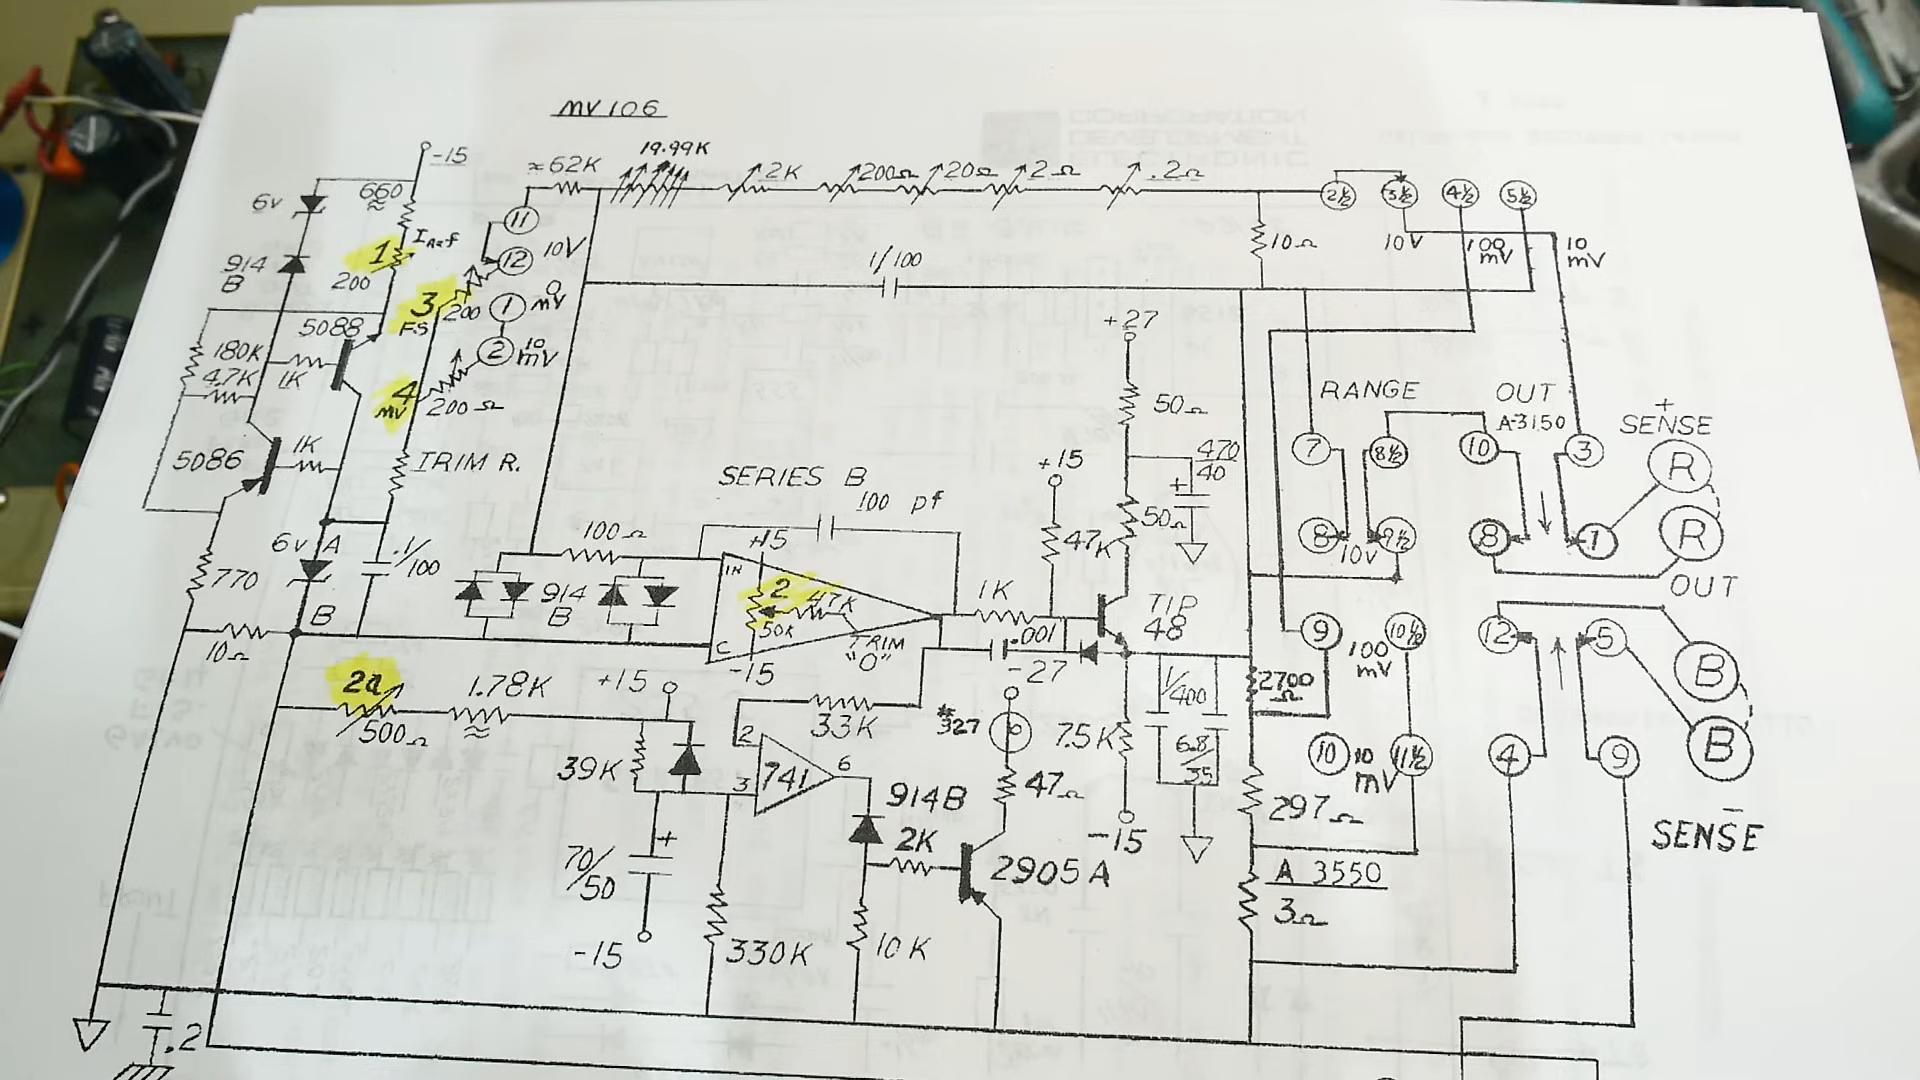 MV106
-15
≈62K
19.99K
2K
200Ω
20Ω
2Ω
.2Ω
2½
3½
4½
5½
6v
660
≈
1
IRef
200
914
B
11
12
10V
3
FS
200
1
0
mV
2
10
mV
4
mV
200Ω
10Ω
10V
100
mV
10
mV
1/100
5088
180K
4.7K
1K
5086
1K
TRIM R.
+27
50Ω
470
40
+
50Ω
RANGE
OUT
A-3150
+
SENSE
7
8½
10
3
R
8
10V
9½
8
1
R
OUT
SERIES B
.100 pf
+15
47K
6v A
.1/100
770
B
10Ω
100Ω
914
B
IN
+15
2
47K
50K
C
-15
TRIM
"0"
1K
.001
TIP
48
-27
9
100
mV
10½
12
5
B
B
2a
500Ω
1.78K
≈
+15
33K
*327
7.5K
1/400
6.8/35
2700
Ω
10
10
mV
11½
4
9
39K
2
3
741
6
914B
47Ω
2K
2905A
-15
297Ω
A 3550
3Ω
-
SENSE
70/50
+
-15
330K
10K
.2